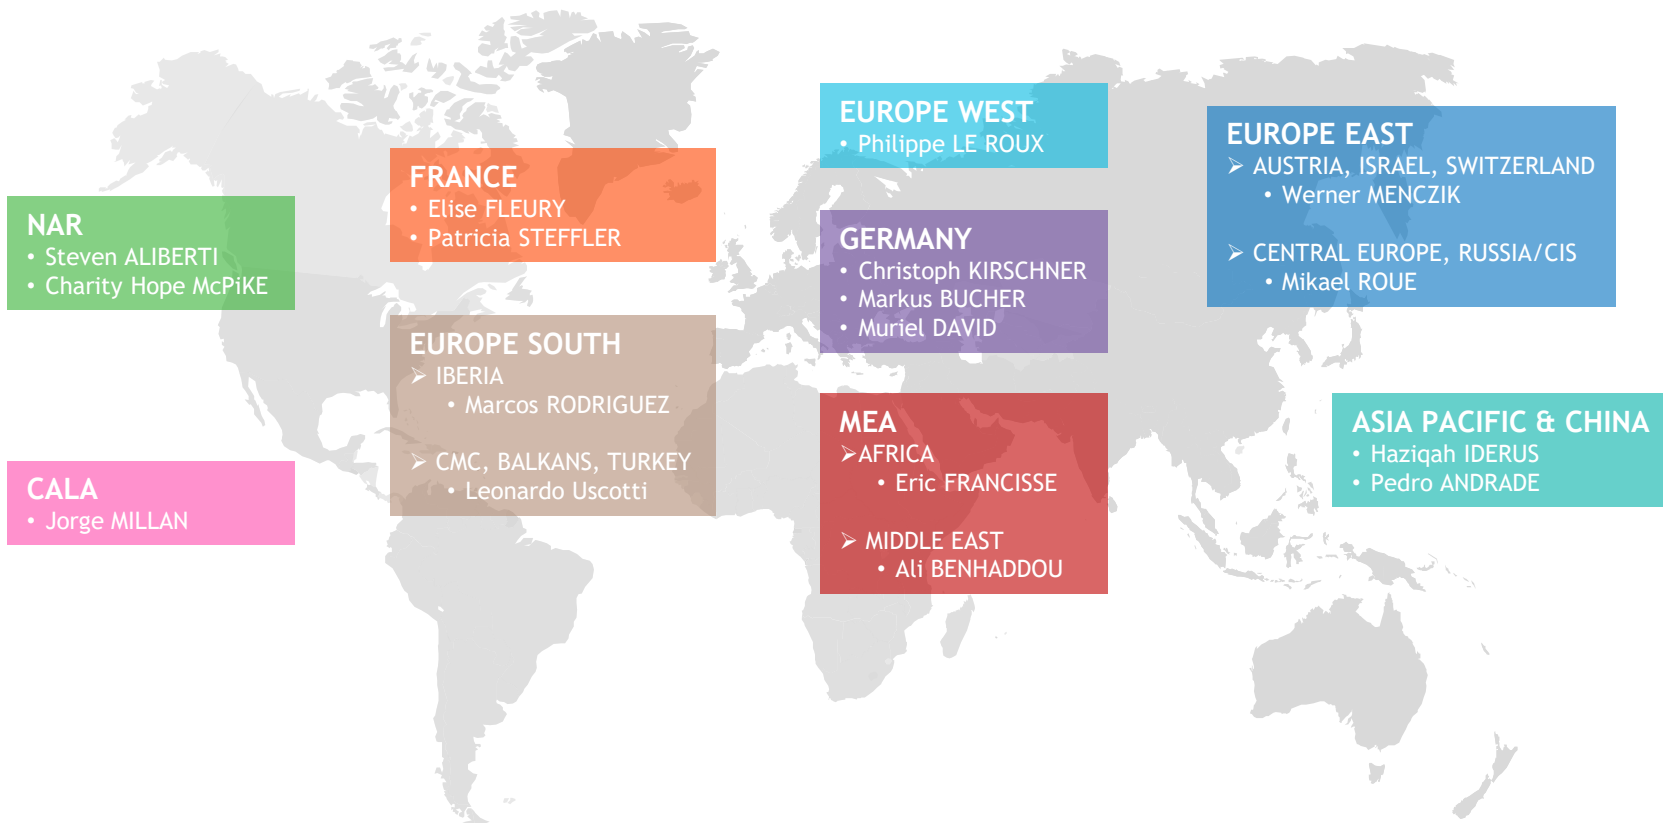 NAR
• Steven ALIBERTI
• Charity Hope McPiKE
CALA
• Jorge MILLAN
FRANCE
• Elise FLEURY
• Patricia STEFFLER
EUROPE SOUTH
➢ IBERIA
• Marcos RODRIGUEZ
➢ CMC, BALKANS, TURKEY
• Leonardo Uscotti
EUROPE WEST
• Philippe LE ROUX
GERMANY
• Christoph KIRSCHNER
• Markus BUCHER
• Muriel DAVID
MEA
➢AFRICA
• Eric FRANCISSE
➢ MIDDLE EAST
• Ali BENHADDOU
EUROPE EAST
➢ AUSTRIA, ISRAEL, SWITZERLAND
• Werner MENCZIK
➢ CENTRAL EUROPE, RUSSIA/CIS
• Mikael ROUE
ASIA PACIFIC & CHINA
• Haziqah IDERUS
• Pedro ANDRADE